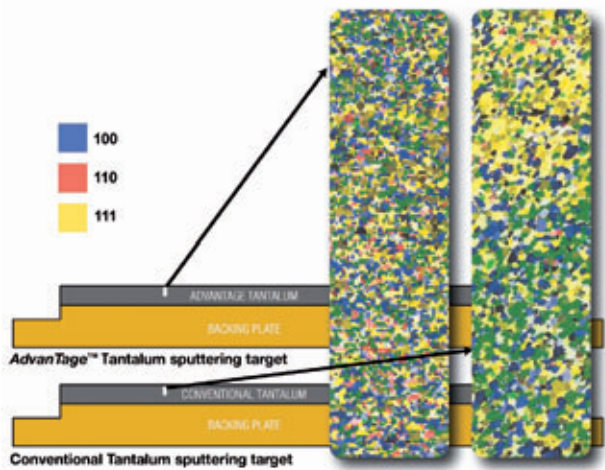 100
110
111
ADVANTAGE TANTALUM
BACKING PLATE
AdvanTage™ Tantalum sputtering target
CONVENTIONAL TANTALUM
BACKING PLATE
Conventional Tantalum sputtering target